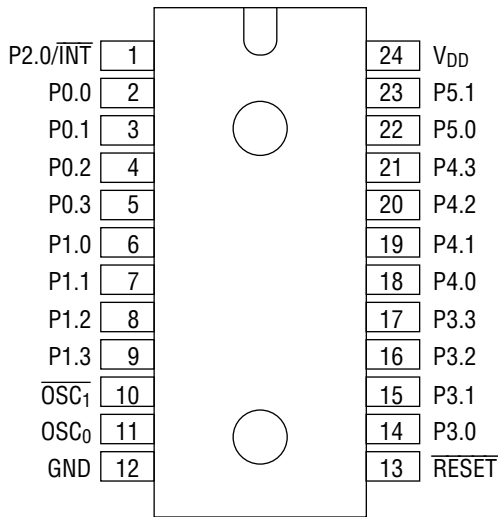 P2.0/I̅N̅T̅ 1 24 VDD
P0.0 2 23 P5.1
P0.1 3 22 P5.0
P0.2 4 21 P4.3
P0.3 5 20 P4.2
P1.0 6 19 P4.1
P1.1 7 18 P4.0
P1.2 8 17 P3.3
P1.3 9 16 P3.2
O̅S̅C̅₁̅ 10 15 P3.1
OSC₀ 11 14 P3.0
GND 12 13 R̅E̅S̅E̅T̅